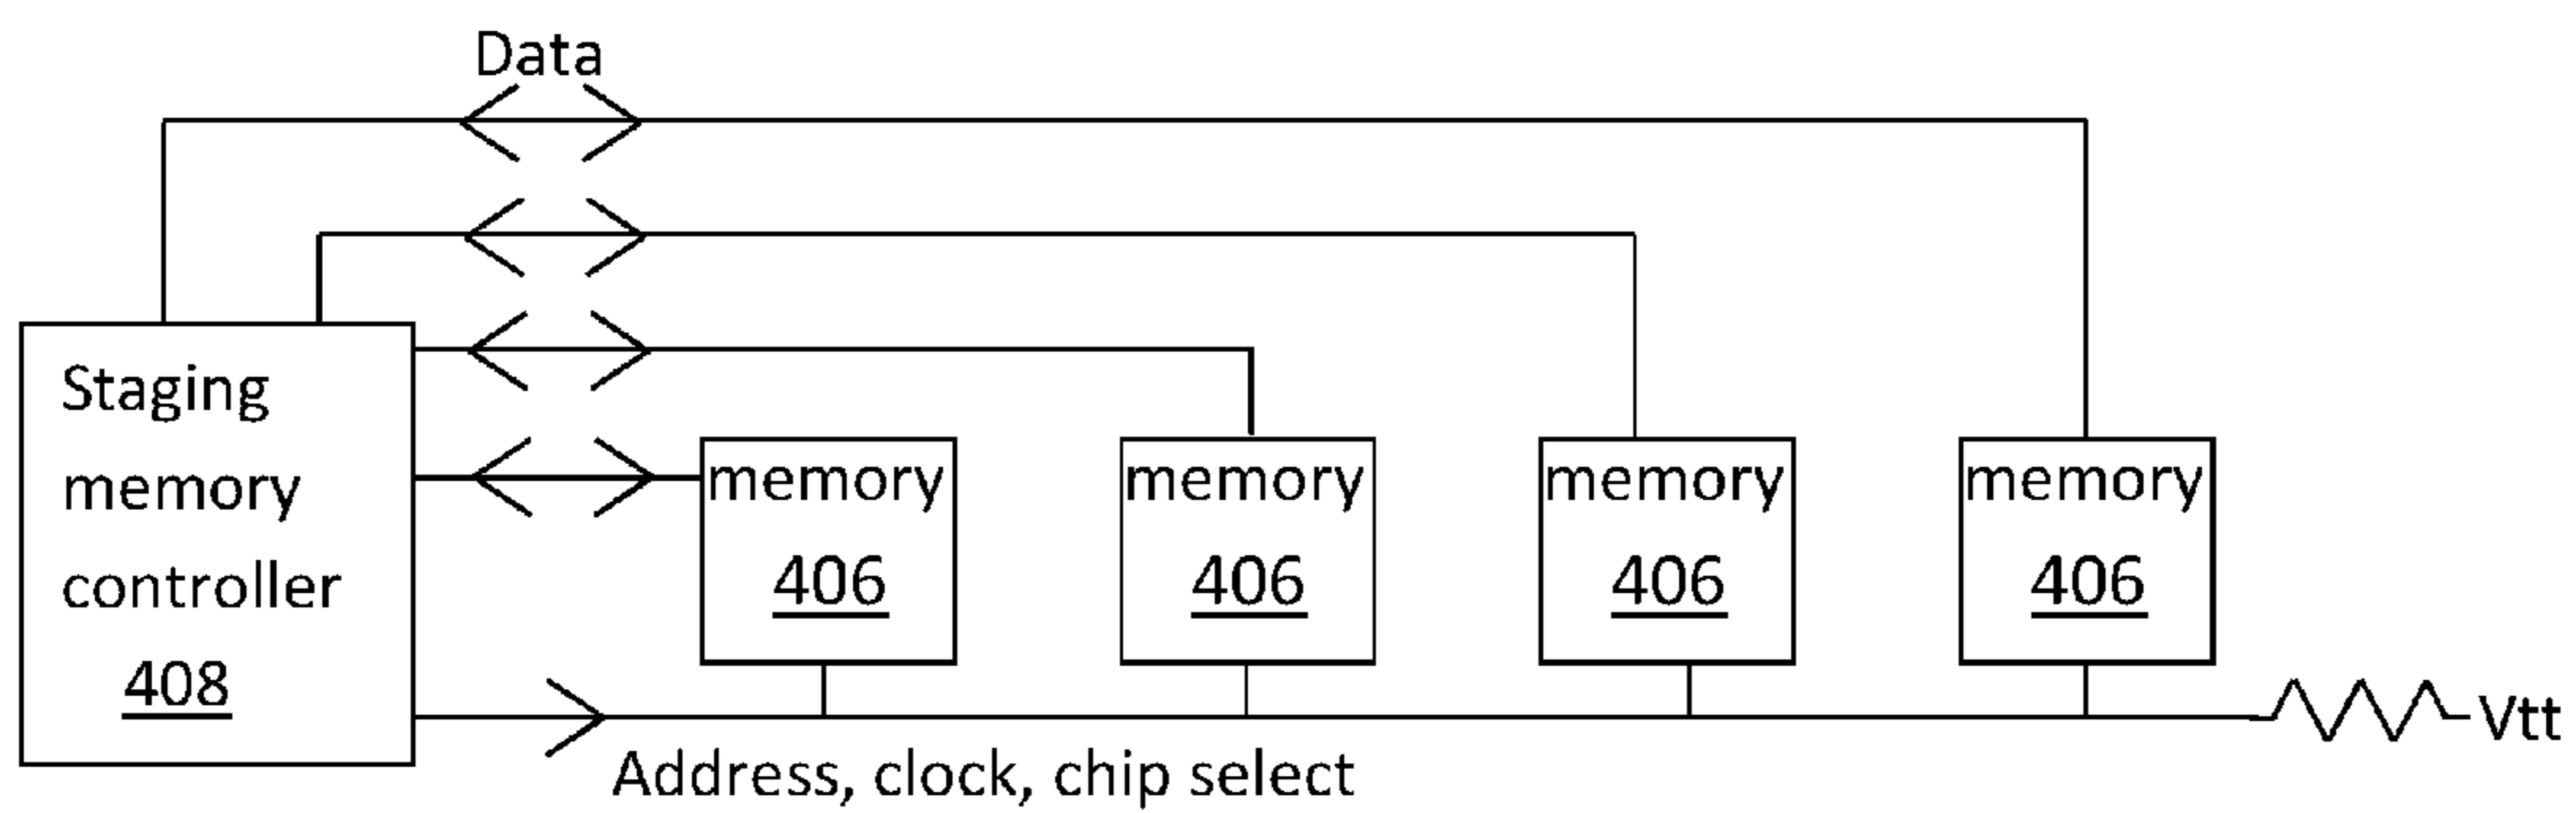 Data
Staging
memory
controller
408
memory
406
memory
406
memory
406
memory
406
Vtt
Address, clock, chip select